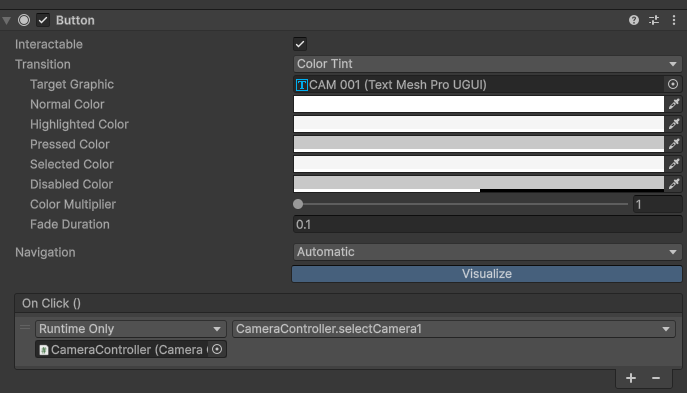 Button
Interactable
Transition Color Tint
Target Graphic CAM 001 (Text Mesh Pro UGUI)
Normal Color
Highlighted Color
Pressed Color
Selected Color
Disabled Color
Color Multiplier 1
Fade Duration 0.1
Navigation Automatic
Visualize
On Click ()
Runtime Only CameraController.selectCamera1
CameraController (Camera